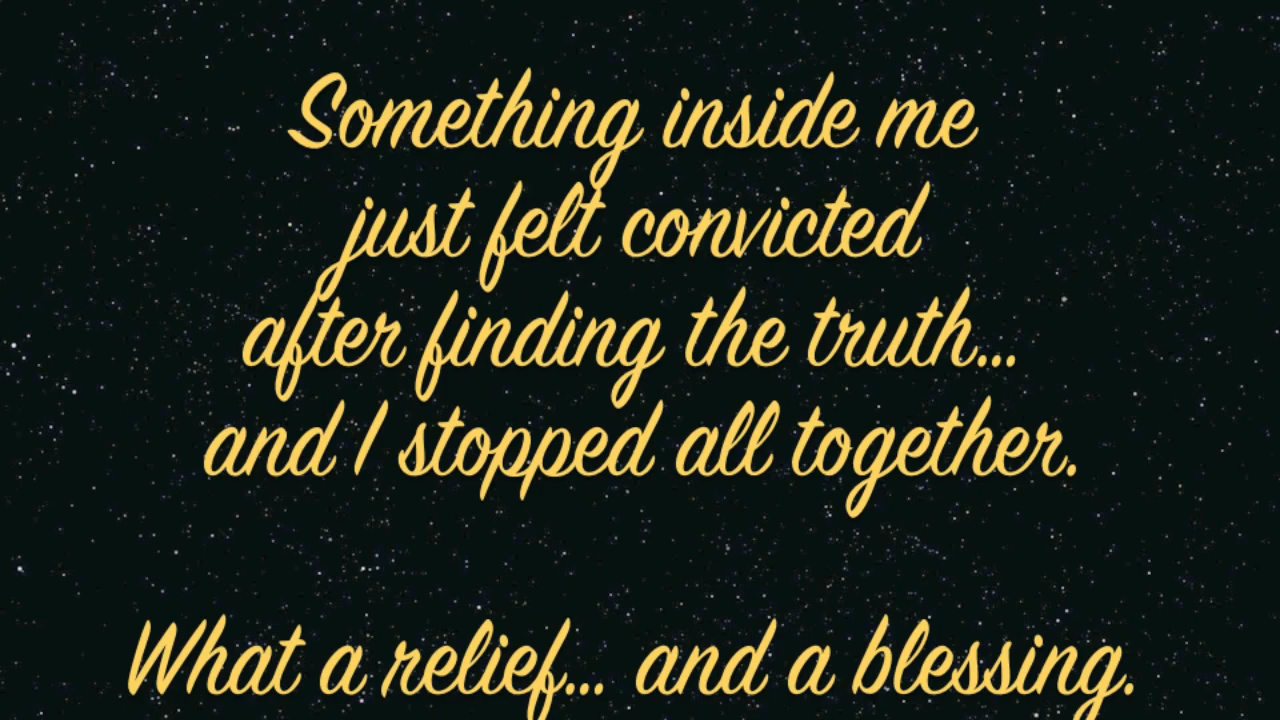 Something inside me
just felt convicted
after finding the truth...
and I stopped all together.
What a relief... and a blessing.